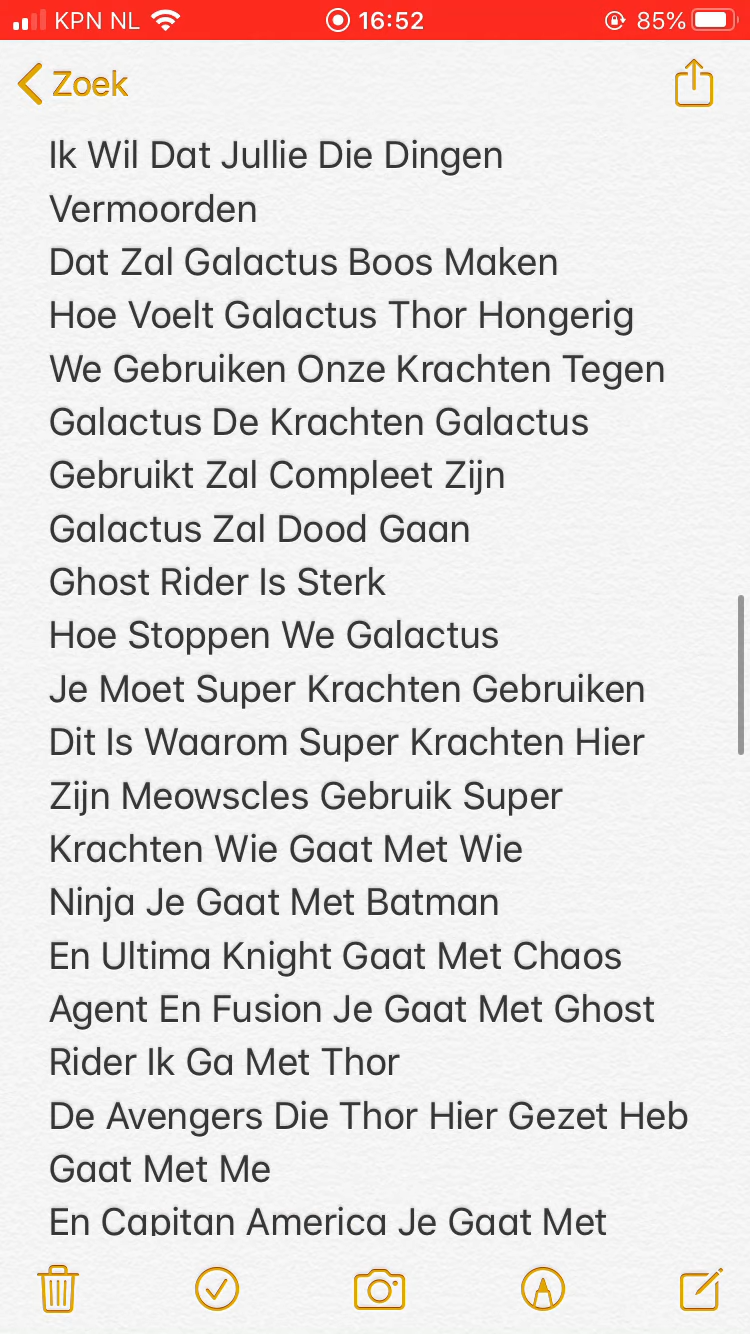 KPN NL 16:52 85%
Zoek
Ik Wil Dat Jullie Die Dingen
Vermoorden
Dat Zal Galactus Boos Maken
Hoe Voelt Galactus Thor Hongerig
We Gebruiken Onze Krachten Tegen
Galactus De Krachten Galactus
Gebruikt Zal Compleet Zijn
Galactus Zal Dood Gaan
Ghost Rider Is Sterk
Hoe Stoppen We Galactus
Je Moet Super Krachten Gebruiken
Dit Is Waarom Super Krachten Hier
Zijn Meowscles Gebruik Super
Krachten Wie Gaat Met Wie
Ninja Je Gaat Met Batman
En Ultima Knight Gaat Met Chaos
Agent En Fusion Je Gaat Met Ghost
Rider Ik Ga Met Thor
De Avengers Die Thor Hier Gezet Heb
Gaat Met Me
En Capitan America Je Gaat Met